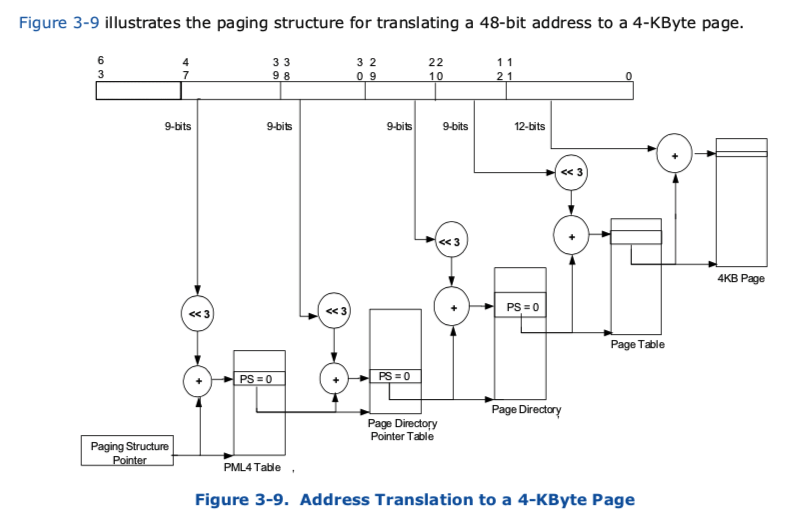 Figure 3-9 illustrates the paging structure for translating a 48-bit address to a 4-KByte page.
6 4 3 3 3 2 2 2 1 1
3 7 9 8 0 9 1 0 2 1 0
9-bits 9-bits 9-bits 9-bits 12-bits
+
<< 3
+
<< 3
4KB Page
<< 3 << 3 + PS = 0
Page Table
+ PS = 0 + PS = 0
Page Directory,
Page Directory
Pointer Table
Paging Structure
Pointer
PML4 Table ,
Figure 3-9. Address Translation to a 4-KByte Page